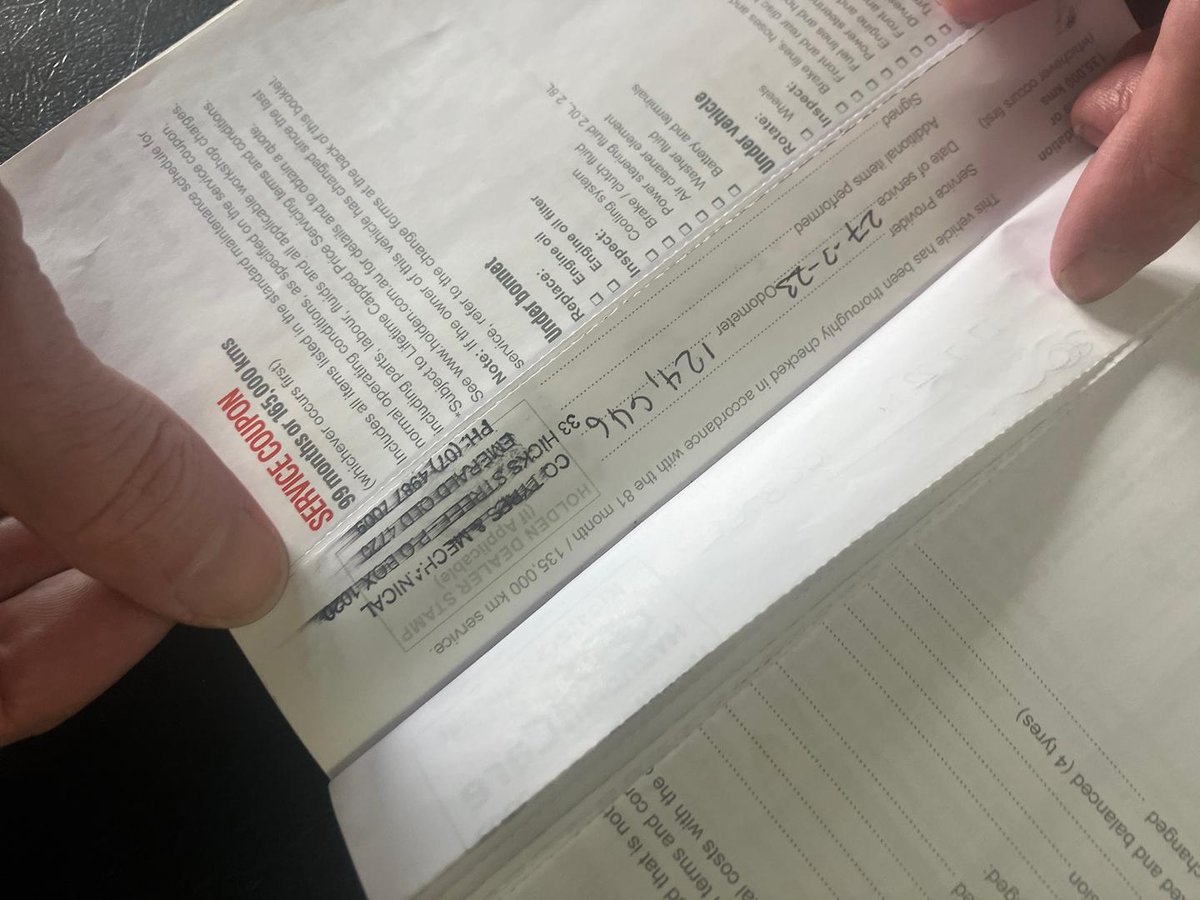 SERVICE COUPON
99 months or 165,000 kms
(whichever occurs first)
Includes all items listed in the standard maintenance schedule for
normal operating conditions, as specified on the service coupon,
including parts, labour, fluids and all applicable workshop charges.
*Subject to Lifetime Capped Price Servicing terms and conditions.
See www.holden.com.au for details and to obtain a quote.
Note: If the owner of this vehicle has changed since the last
service, refer to the change forms at the back of this booklet.
Under bonnet
Replace:
Engine oil
Engine oil filter
Inspect:
Cooling system
Brake / clutch fluid
Power steering fluid 2.0L, 2.8L
Washer fluid
Air cleaner element
Battery and terminals
Under vehicle
Rotate:
Wheels
Inspect:
Brake lines, hoses and
Front and rear disc
Fuel lines and
Power steering
Engine and
Front and
This vehicle has been thoroughly checked in accordance with the 81 month / 135,000 km service.
Service Provider
Date of service 27-7-23 Odometer 124,646
Additional items performed
Signed
HOLDEN DEALER STAMP
(If Applicable)
CQ TYRES & MECHANICAL
33 HICKS STREET P O BOX 1020
EMERALD QLD 4720
PH: (07) 4987 7005
(whichever occurs first)
and balanced (4 tyres)
changed